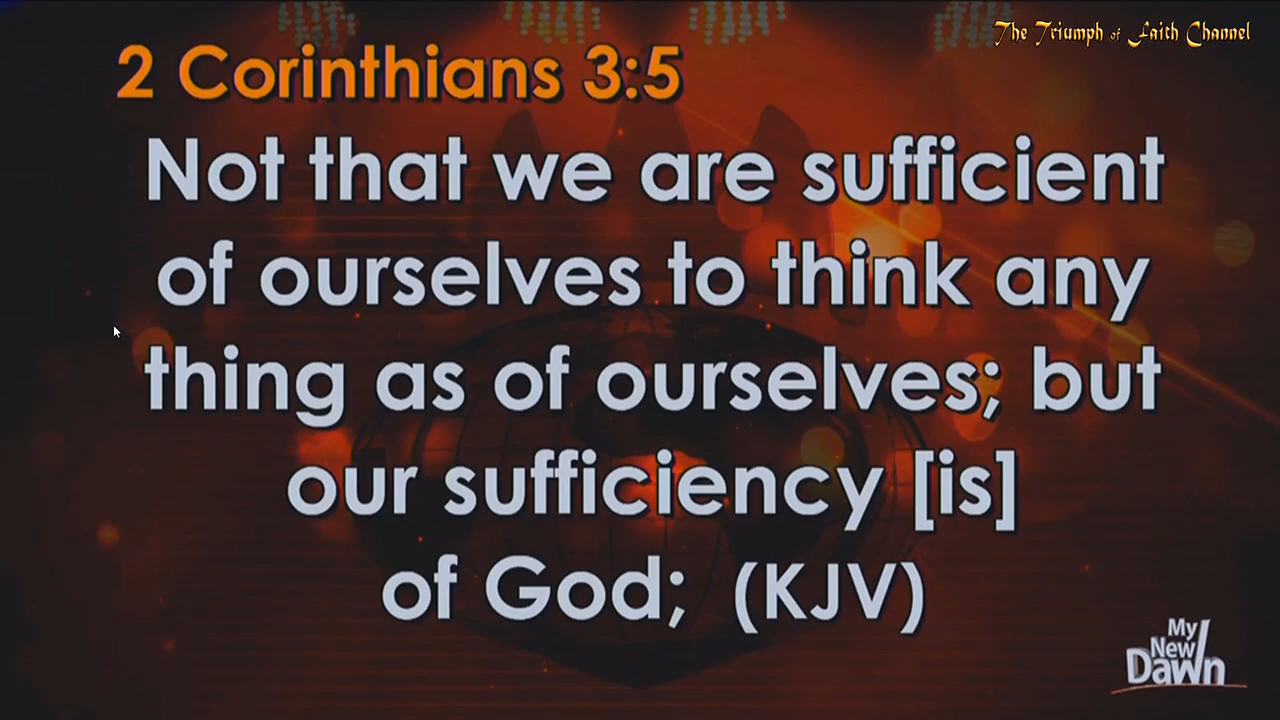 The Triumph of Faith Channel
2 Corinthians 3:5
Not that we are sufficient
of ourselves to think any
thing as of ourselves; but
our sufficiency [is]
of God; (KJV)
My
New
Dawn